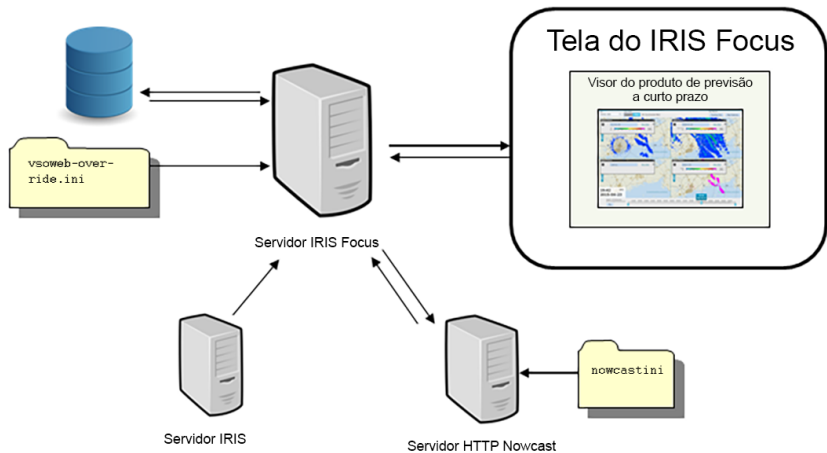 Tela do IRIS Focus
Visor do produto de previsão
a curto prazo
vsoweb-over-
ride.ini
Servidor IRIS Focus
nowcastini
Servidor IRIS
Servidor HTTP Nowcast